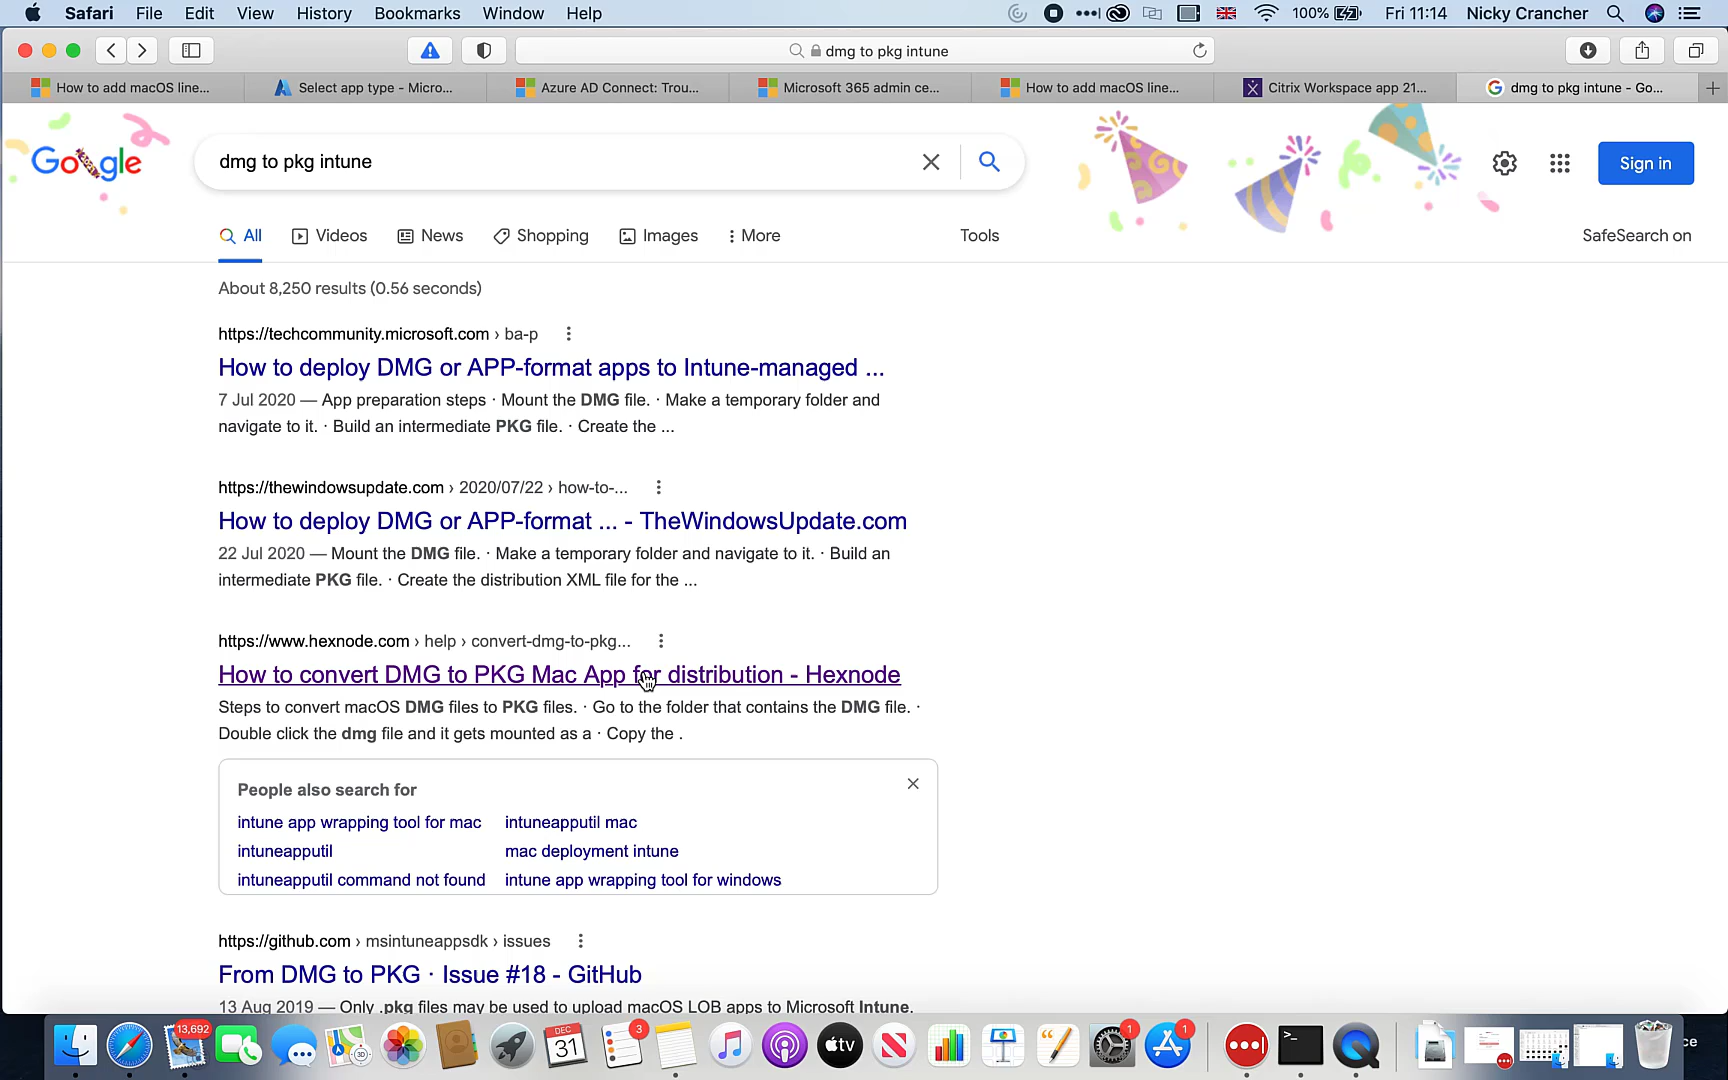 Safari File Edit View History Bookmarks Window Help 100% Fri 11:14 Nicky Crancher
dmg to pkg intune
How to add macOS line... Select app type - Micro... Azure AD Connect: Trou... Microsoft 365 admin ce... How to add macOS line... Citrix Workspace app 21... dmg to pkg intune - Go...
Google dmg to pkg intune Sign in
All Videos News Shopping Images More Tools SafeSearch on
About 8,250 results (0.56 seconds)
https://techcommunity.microsoft.com › ba-p
How to deploy DMG or APP-format apps to Intune-managed ...
7 Jul 2020 — App preparation steps · Mount the DMG file. · Make a temporary folder and
navigate to it. · Build an intermediate PKG file. · Create the ...
https://thewindowsupdate.com › 2020/07/22 › how-to-...
How to deploy DMG or APP-format ... - TheWindowsUpdate.com
22 Jul 2020 — Mount the DMG file. · Make a temporary folder and navigate to it. · Build an
intermediate PKG file. · Create the distribution XML file for the ...
https://www.hexnode.com › help › convert-dmg-to-pkg...
How to convert DMG to PKG Mac App for distribution - Hexnode
Steps to convert macOS DMG files to PKG files. · Go to the folder that contains the DMG file. ·
Double click the dmg file and it gets mounted as a · Copy the .
People also search for
intune app wrapping tool for mac intuneapputil mac
intuneapputil mac deployment intune
intuneapputil command not found intune app wrapping tool for windows
https://github.com › msintuneappsdk › issues
From DMG to PKG · Issue #18 - GitHub
13 Aug 2019 — Only .pkg files may be used to upload macOS LOB apps to Microsoft Intune.
13,692 3D DEC 31 3 tv 1 1
ce